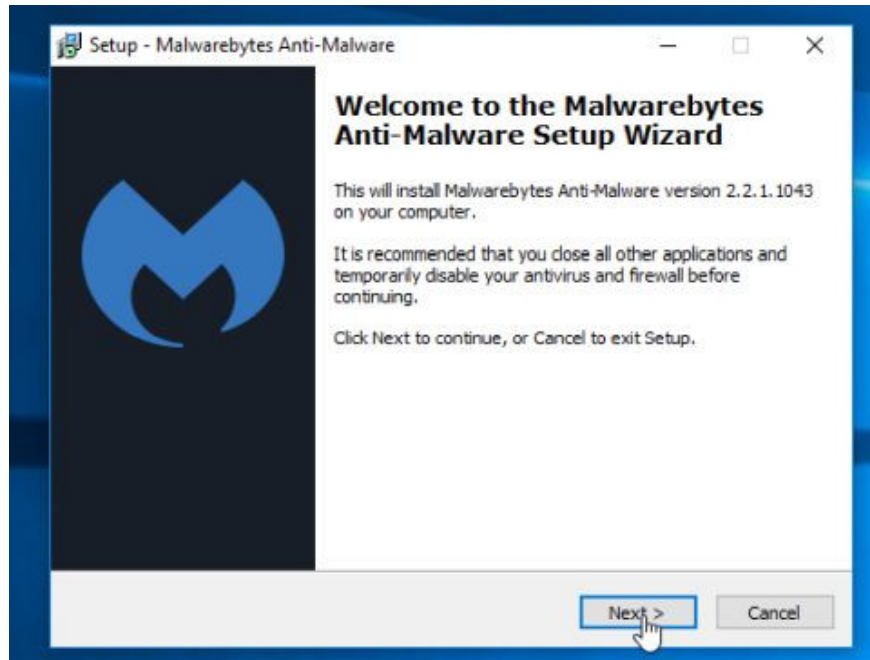 Setup - Malwarebytes Anti-Malware
Welcome to the Malwarebytes
Anti-Malware Setup Wizard
This will install Malwarebytes Anti-Malware version 2.2.1.1043
on your computer.
It is recommended that you close all other applications and
temporarily disable your antivirus and firewall before
continuing.
Click Next to continue, or Cancel to exit Setup.
Next >
Cancel